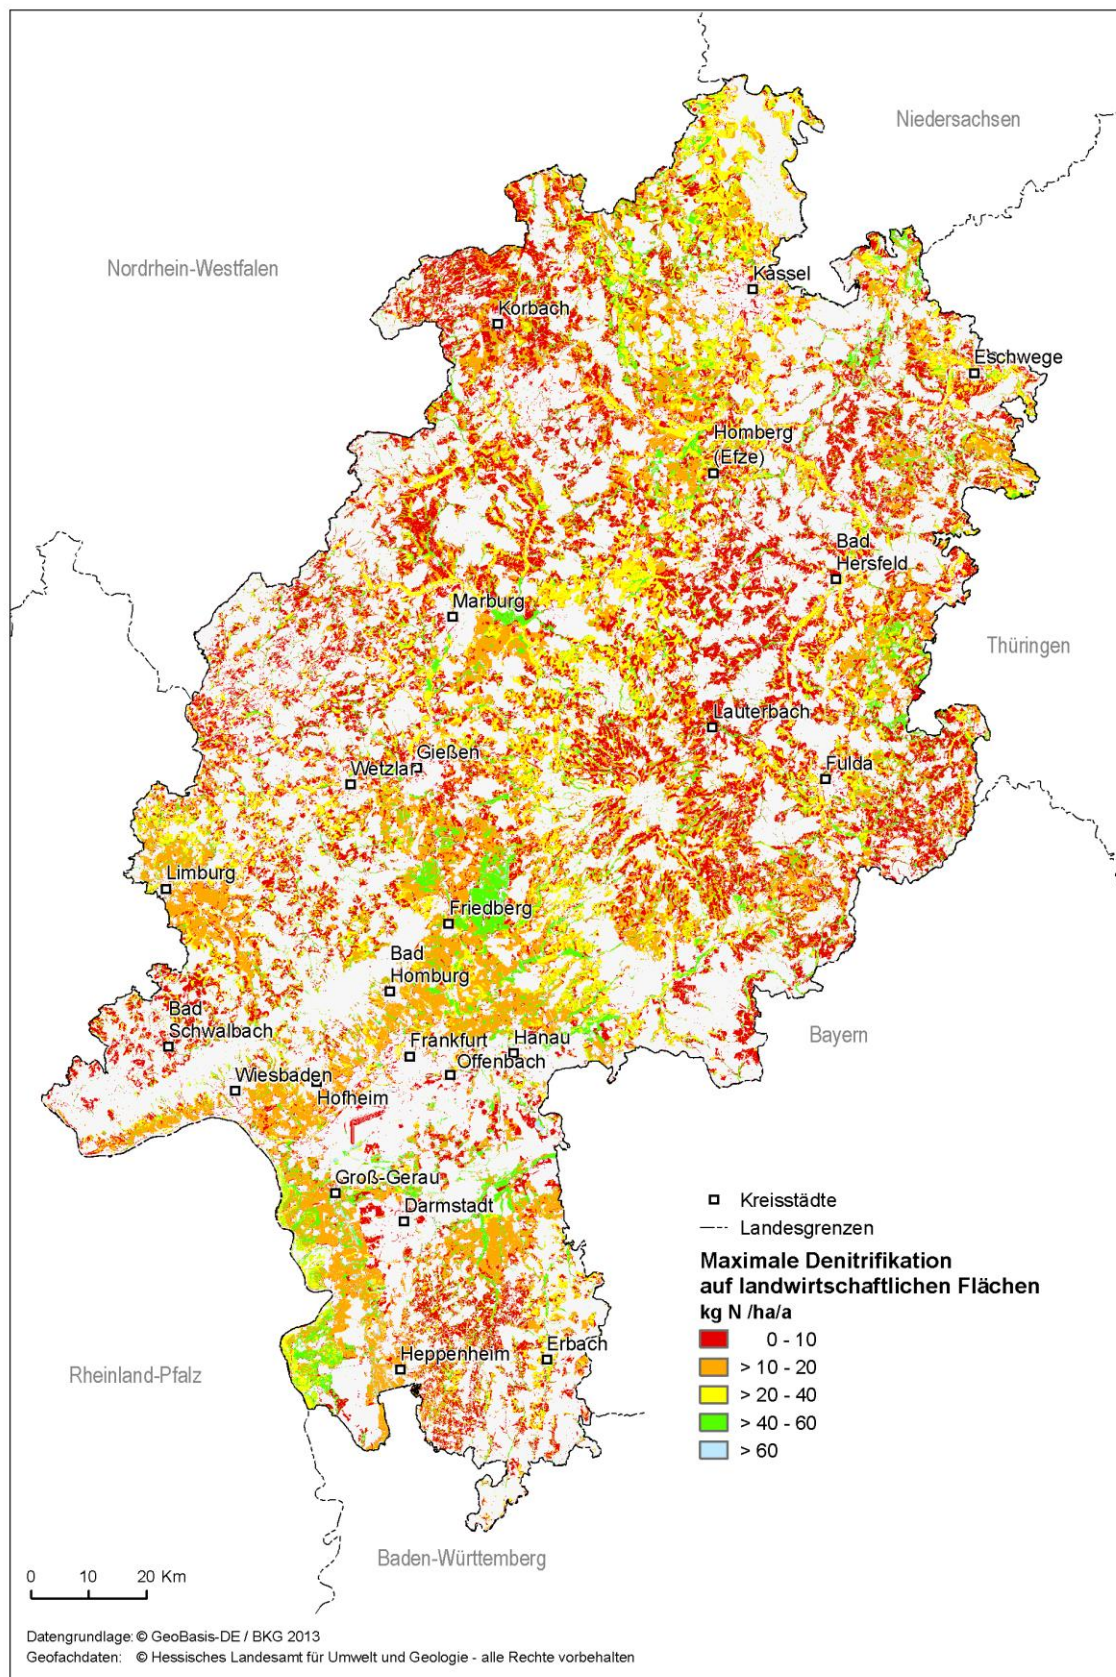 Niedersachsen
Nordrhein-Westfalen
Kassel
Korbach
Eschwege
Homberg
(Efze)
Bad
Hersfeld
Marburg
Thüringen
Lauterbach
Gießen
Wetzlar
Fulda
Limburg
Friedberg
Bad
Homburg
Bad
Schwalbach
Bayern
Frankfurt
Hanau
Offenbach
Wiesbaden
Hofheim
Groß-Gerau
Darmstadt
Kreisstädte
Landesgrenzen
Maximale Denitrifikation
auf landwirtschaftlichen Flächen
kg N /ha/a
0 - 10
> 10 - 20
> 20 - 40
> 40 - 60
> 60
Erbach
Heppenheim
Rheinland-Pfalz
Baden-Württemberg
0 10 20 Km
Datengrundlage: © GeoBasis-DE / BKG 2013
Geofachdaten: © Hessisches Landesamt für Umwelt und Geologie - alle Rechte vorbehalten